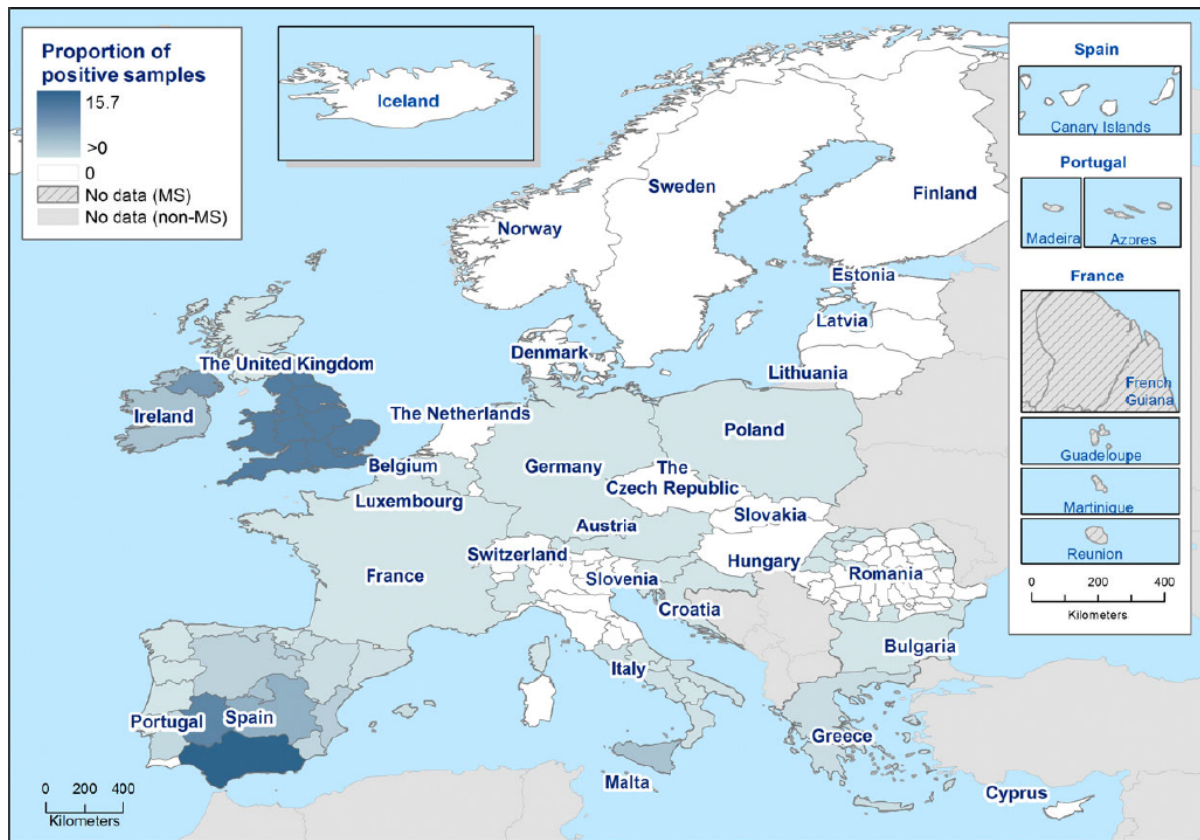 Proportion of
positive samples
15.7
>0
0
No data (MS)
No data (non-MS)
Iceland
Spain
Canary Islands
Portugal
Madeira
Azores
France
French
Guiana
Guadeloupe
Martinique
Reunion
0 200 400
Kilometers
Sweden
Finland
Norway
Estonia
Latvia
Denmark
Lithuania
The United Kingdom
Ireland
The Netherlands
Poland
Belgium
Germany
The
Czech Republic
Luxembourg
Slovakia
Austria
Switzerland
Hungary
France
Slovenia
Romania
Croatia
Bulgaria
Italy
Portugal
Spain
Greece
Malta
Cyprus
0 200 400
Kilometers